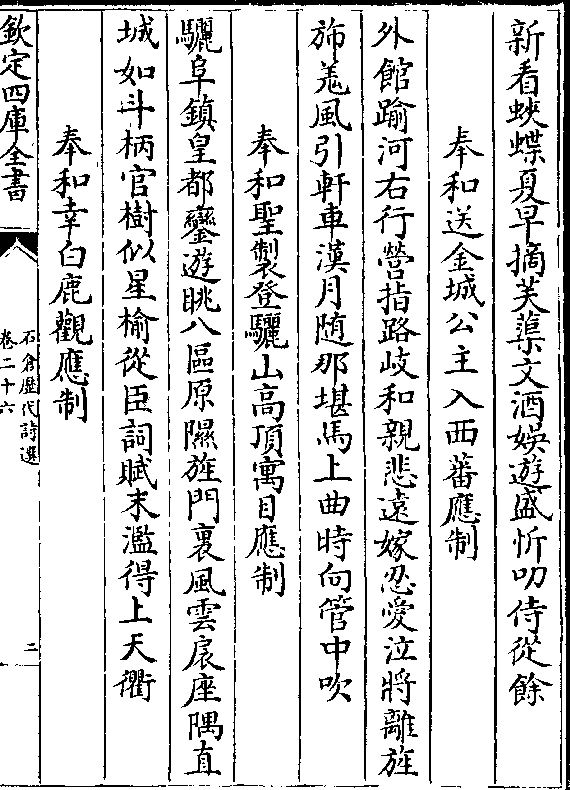 新看蛺蝶夏早摘芙蕖文酒娯遊盛忻叨侍從餘
奉和送金城公主入西蕃應制
外館踰河右行營指路岐和親悲遠嫁忍愛泣將離旌
斾羗風引軒車漢月随那堪馬上曲時向管中吹
奉和聖製登驪山高頂寓目應制
驪阜鎮皇都鑾遊眺八區原隰旌門裏風雲扆座隅直
城如斗柄官樹似星榆從臣詞賦末濫得上天衢
奉和幸白鹿觀應制
欽定四庫全書
石倉歴代詩選
卷二十六
二